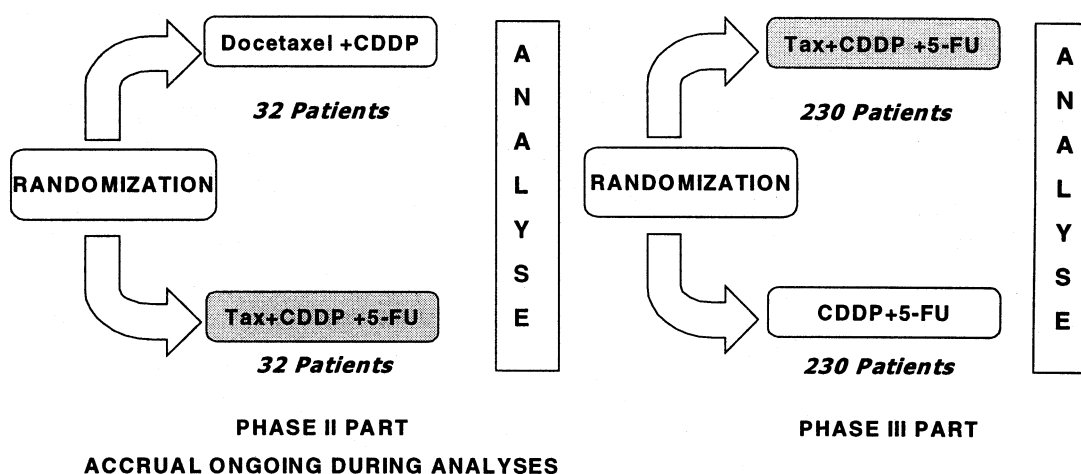 Docetaxel +CDDP
32 Patients
RANDOMIZATION
Tax+CDDP +5-FU
32 Patients
A
N
A
L
Y
S
E
PHASE II PART
ACCRUAL ONGOING DURING ANALYSES
Tax+CDDP +5-FU
230 Patients
RANDOMIZATION
CDDP+5-FU
230 Patients
A
N
A
L
Y
S
E
PHASE III PART